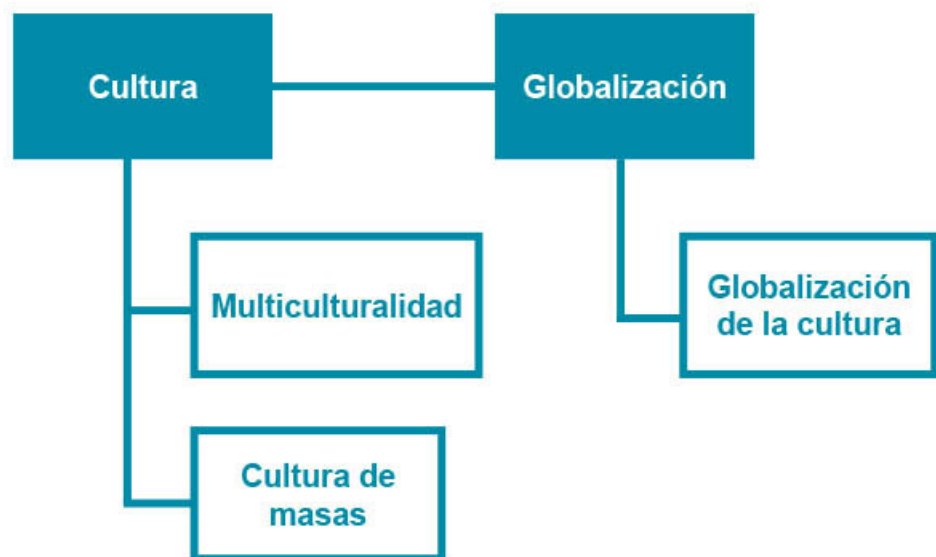 Cultura
Globalización
Multiculturalidad
Globalización
de la cultura
Cultura de
masas